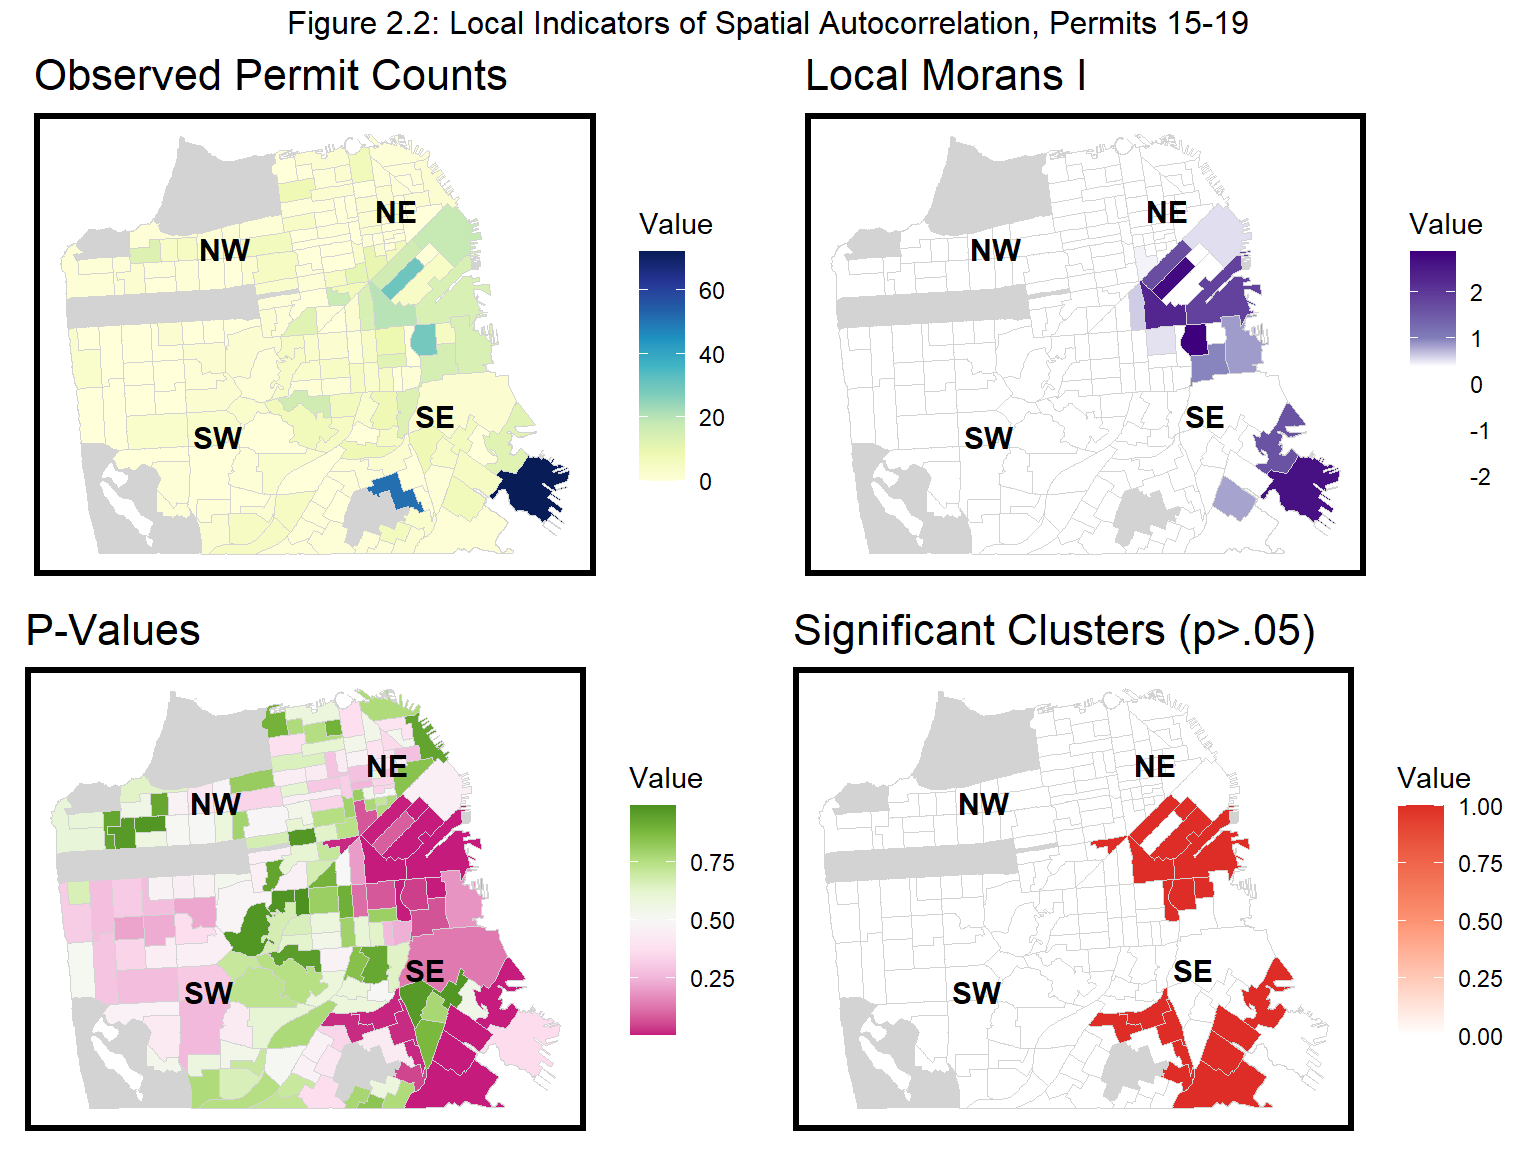 Figure 2.2: Local Indicators of Spatial Autocorrelation, Permits 15-19
Observed Permit Counts
NE
NW
SW
SE
Value
60
40
20
0
Local Morans I
NE
NW
SW
SE
Value
2
1
0
-1
-2
P-Values
NE
NW
SW
SE
Value
0.75
0.50
0.25
Significant Clusters (p>.05)
NE
NW
SW
SE
Value
1.00
0.75
0.50
0.25
0.00